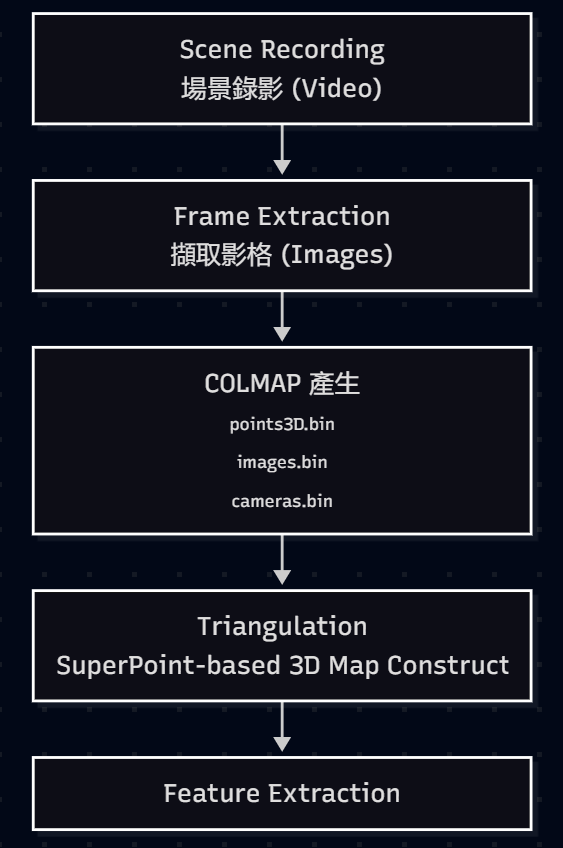 Scene Recording
場景錄影 (Video)
Frame Extraction
擷取影格 (Images)
COLMAP 產生
points3D.bin
images.bin
cameras.bin
Triangulation
SuperPoint-based 3D Map Construct
Feature Extraction